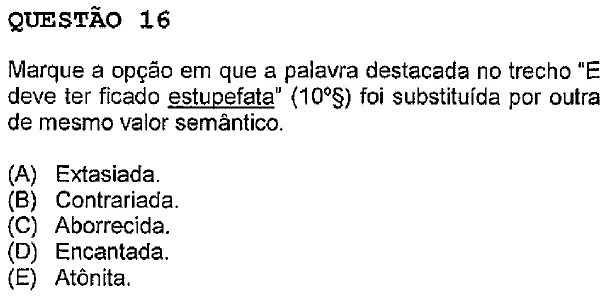 QUESTÃO 16
Marque a opção em que a palavra destacada no trecho "E
deve ter ficado estupefata" (10º§) foi substituída por outra
de mesmo valor semântico.
(A) Extasiada.
(B) Contrariada.
(C) Aborrecida.
(D) Encantada.
(E) Atônita.